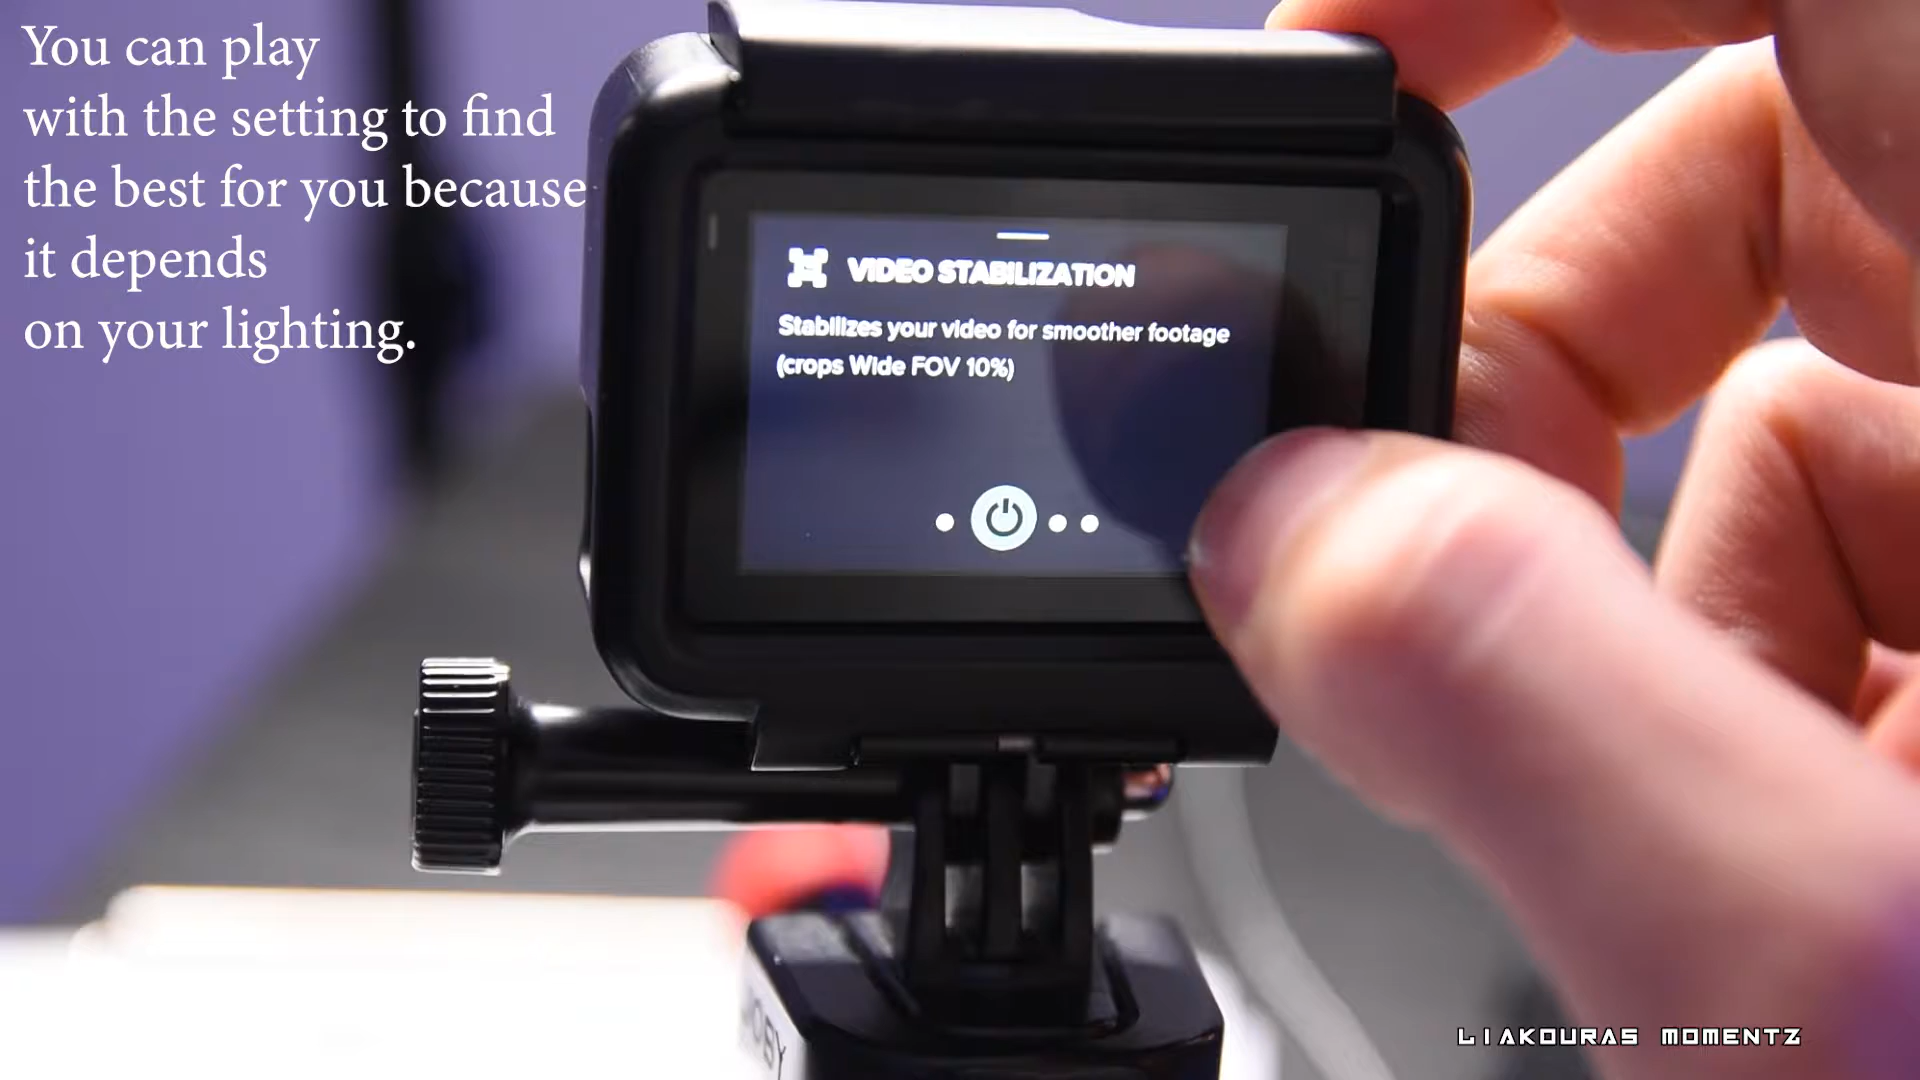 You can play
with the setting to find
the best for you because
it depends
on your lighting.
VIDEO STABILIZATION
Stabilizes your video for smoother footage
(crops Wide FOV 10%)
LIAKOURAS MOMENTZ